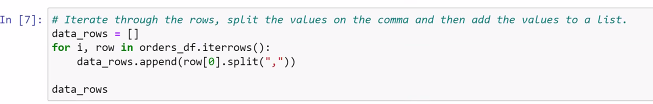 In [7]: # Iterate through the rows, split the values on the comma and then add the values to a list.
data_rows = []
for i, row in orders_df.iterrows():
    data_rows.append(row[0].split(","))

data_rows